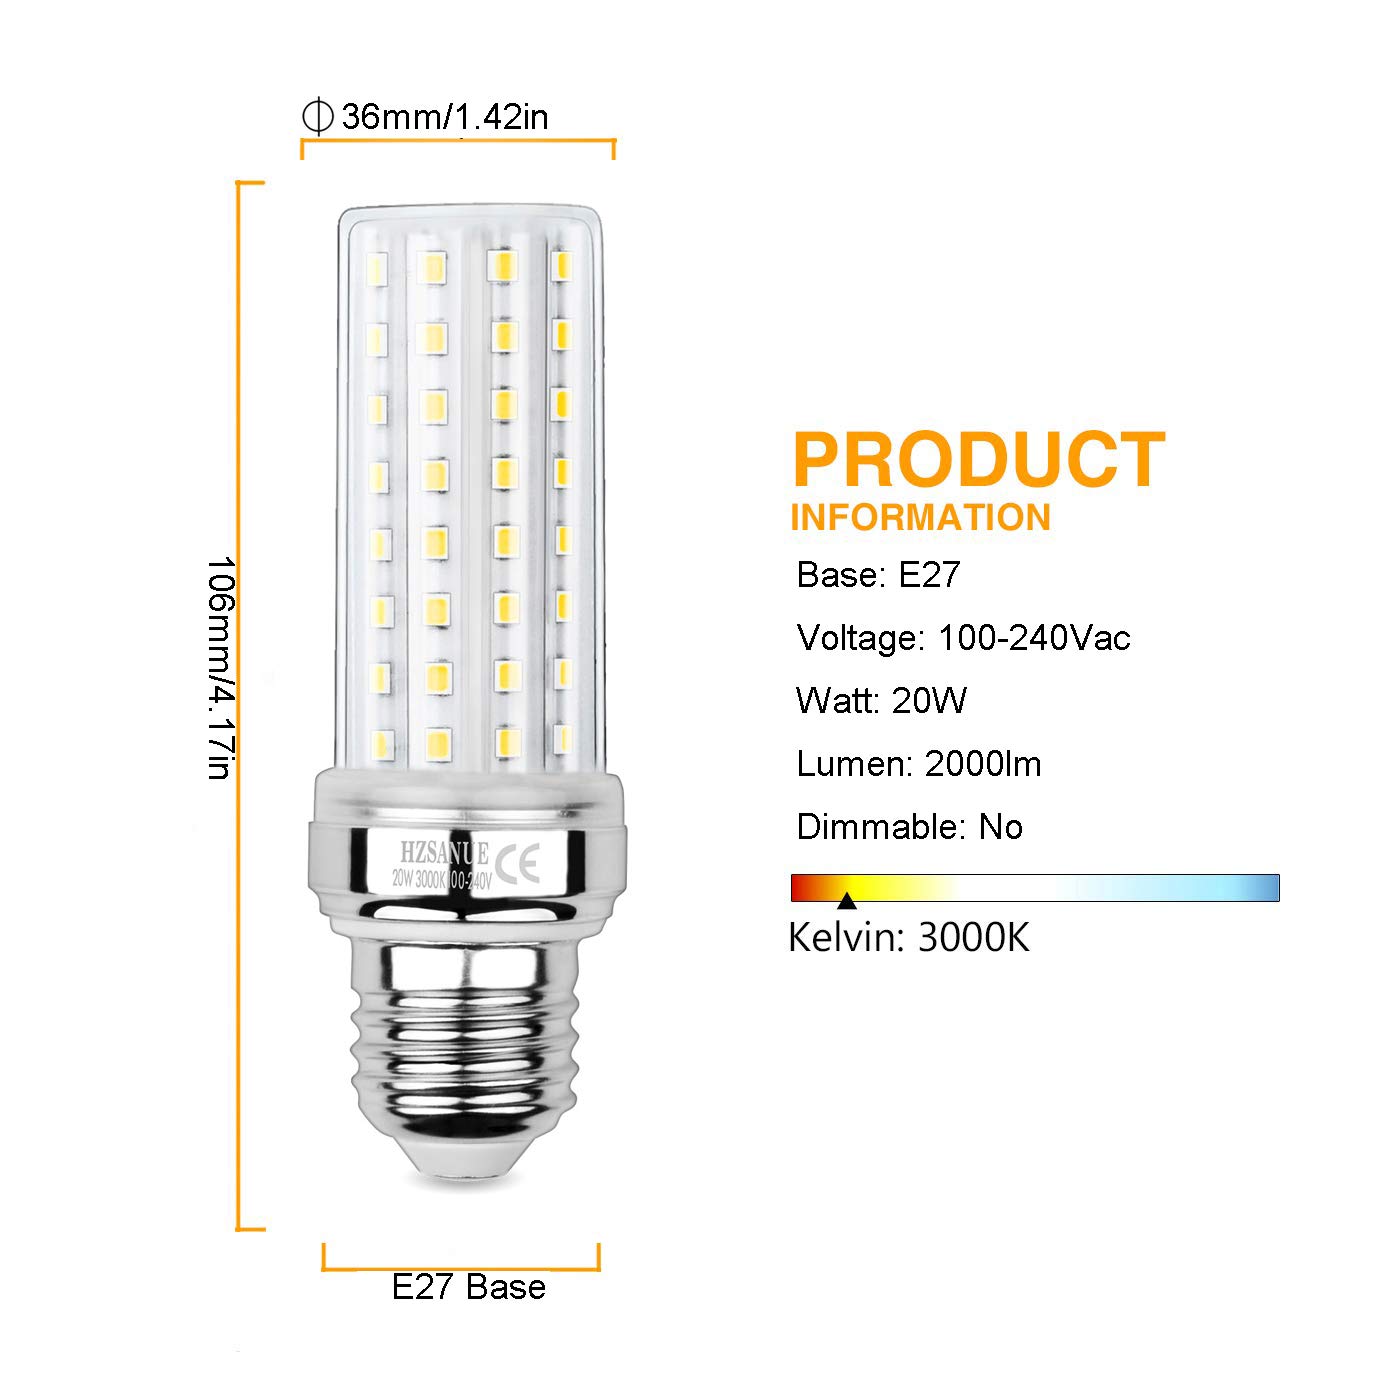 36mm/1.42in
106mm/4.17in
HZSANUE
20W 3000K 100-240V
CE
E27 Base
PRODUCT
INFORMATION
Base: E27
Voltage: 100-240Vac
Watt: 20W
Lumen: 2000lm
Dimmable: No
Kelvin: 3000K